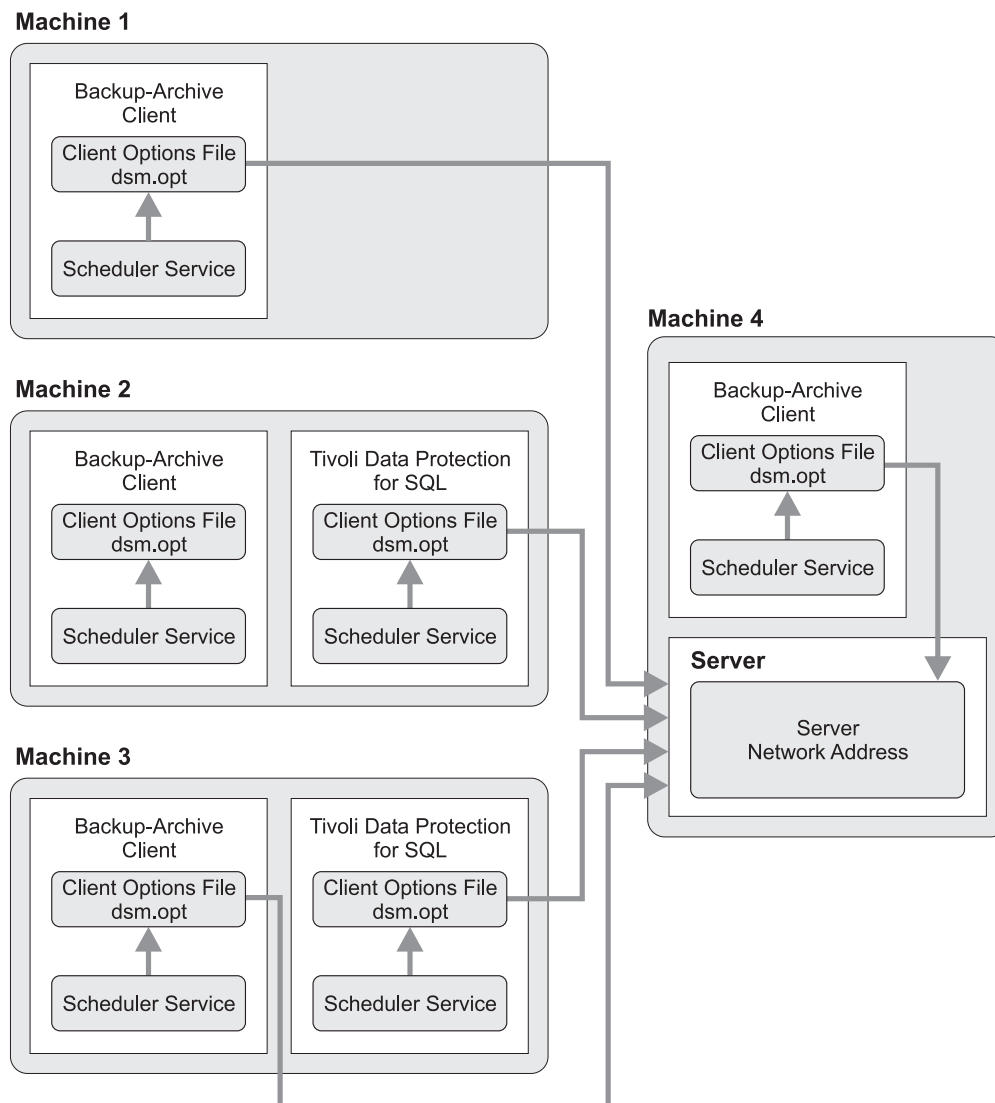 Machine 1
Backup-Archive
Client
Client Options File
dsm.opt
Scheduler Service
Machine 2
Backup-Archive
Client
Client Options File
dsm.opt
Scheduler Service
Tivoli Data Protection
for SQL
Client Options File
dsm.opt
Scheduler Service
Machine 3
Backup-Archive
Client
Client Options File
dsm.opt
Scheduler Service
Tivoli Data Protection
for SQL
Client Options File
dsm.opt
Scheduler Service
Machine 4
Backup-Archive
Client
Client Options File
dsm.opt
Scheduler Service
Server
Server
Network Address